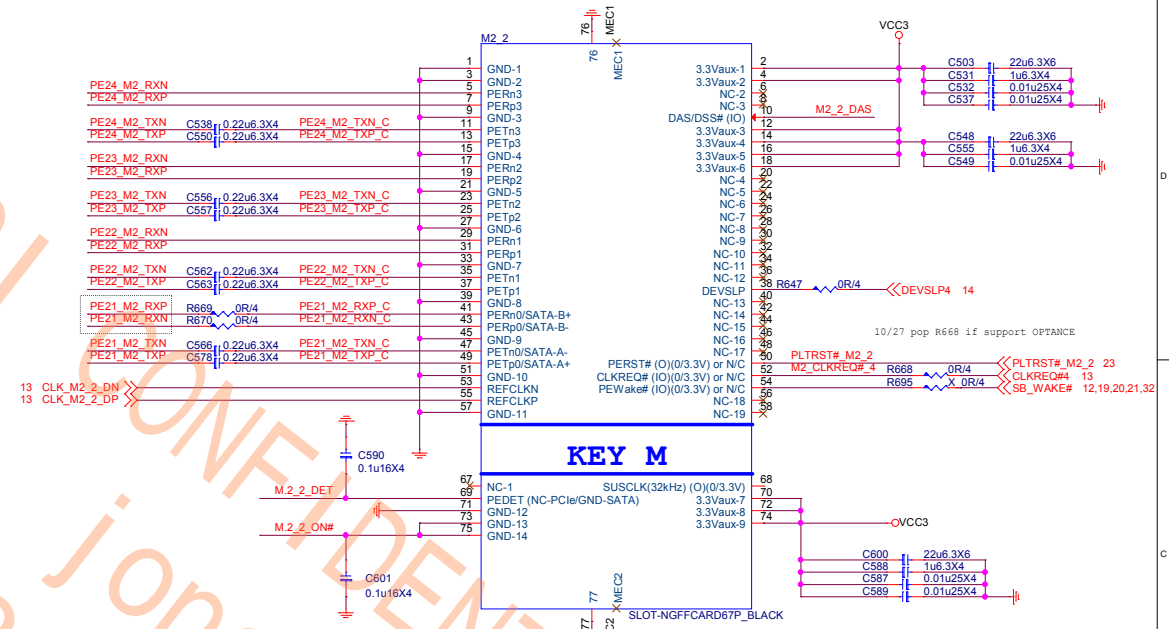 76
MEC1
M2_2
76
MEC1
VCC3
1 GND-1
3 GND-2
PE24_M2_RXN 5 PERn3
PE24_M2_RXP 7 PERp3
9 GND-3
PE24_M2_TXN C538 0.22u6.3X4 PE24_M2_TXN_C 11 PETn3
PE24_M2_TXP C550 0.22u6.3X4 PE24_M2_TXP_C 13 PETp3
15 GND-4
PE23_M2_RXN 17 PERn2
PE23_M2_RXP 19 PERp2
21 GND-5
PE23_M2_TXN C556 0.22u6.3X4 PE23_M2_TXN_C 23 PETn2
PE23_M2_TXP C557 0.22u6.3X4 PE23_M2_TXP_C 25 PETp2
27 GND-6
PE22_M2_RXN 29 PERn1
PE22_M2_RXP 31 PERp1
33 GND-7
PE22_M2_TXN C562 0.22u6.3X4 PE22_M2_TXN_C 35 PETn1
PE22_M2_TXP C563 0.22u6.3X4 PE22_M2_TXP_C 37 PETp1
39 GND-8
PE21_M2_RXP R669 0R/4 PE21_M2_RXP_C 41 PERn0/SATA-B+
PE21_M2_RXN R670 0R/4 PE21_M2_RXN_C 43 PERp0/SATA-B-
45 GND-9
PE21_M2_TXN C566 0.22u6.3X4 PE21_M2_TXN_C 47 PETn0/SATA-A-
PE21_M2_TXP C578 0.22u6.3X4 PE21_M2_TXP_C 49 PETp0/SATA-A+
51 GND-10
13 CLK_M2_2_DN 53 REFCLKN
13 CLK_M2_2_DP 55 REFCLKP
57 GND-11
3.3Vaux-1 2
3.3Vaux-2 4
NC-2 6
NC-3 8
DAS/DSS# (IO) 10 M2_2_DAS
3.3Vaux-3 12
3.3Vaux-4 14
3.3Vaux-5 16
3.3Vaux-6 18
NC-4 20
NC-5 22
NC-6 24
NC-7 26
NC-8 28
NC-9 30
NC-10 32
NC-11 34
NC-12 36
DEVSLP 38 R647 0R/4 DEVSLP4 14
NC-13 40
NC-14 42
NC-15 44
NC-16 46
NC-17 48
PERST# (IO)(0/3.3V) or N/C 50 PLTRST#_M2_2 PLTRST#_M2_2 23
CLKREQ# (IO)(0/3.3V) or N/C 52 M2_CLKREQ#_4 R668 0R/4 CLKREQ#4 13
PEWake# (IO)(0/3.3V) or N/C 54 R695 X_0R/4 SB_WAKE# 12,19,20,21,32
NC-18 56
NC-19 58
C503 22u6.3X6
C531 1u6.3X4
C532 0.01u25X4
C537 0.01u25X4
C548 22u6.3X6
C555 1u6.3X4
C549 0.01u25X4
10/27 pop R668 if support OPTANCE
D
KEY M
C590
0.1u16X4
67 NC-1
M.2_2_DET 69 PEDET (NC-PCIe/GND-SATA)
71 GND-12
73 GND-13
M.2_2_ON# 75 GND-14
C601
0.1u16X4
SUSCLK(32kHz) (O)(0/3.3V) 68
3.3Vaux-7 70
3.3Vaux-8 72
3.3Vaux-9 74
VCC3
C600 22u6.3X6
C588 1u6.3X4
C587 0.01u25X4
C589 0.01u25X4
C
77
MEC2
SLOT-NGFFCARD67P_BLACK
77
CONFIDENT